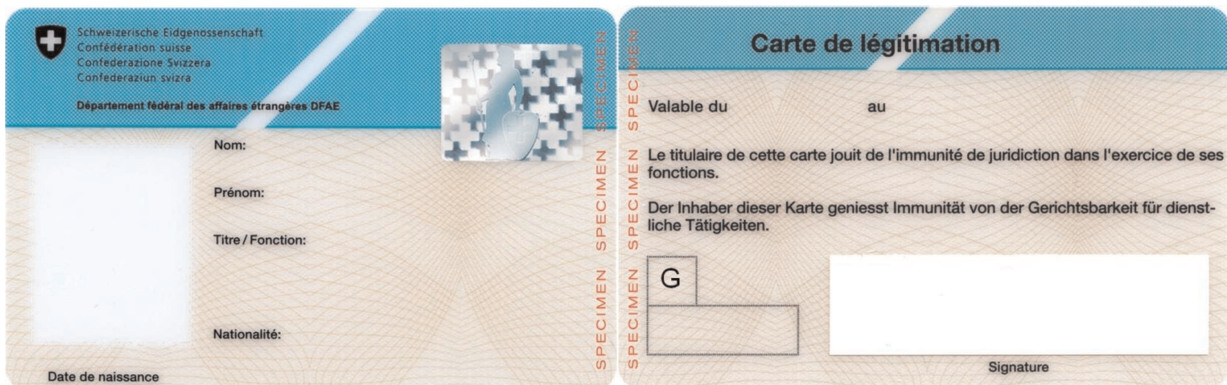 Schweizerische Eidgenossenschaft
Confédération suisse
Confederazione Svizzera
Confederaziun svizra
Département fédéral des affaires étrangères DFAE
Nom:
Prénom:
Titre / Fonction:
Nationalité:
Date de naissance
SPECIMEN SPECIMEN SPECIMEN
SPECIMEN SPECIMEN SPECIMEN
Carte de légitimation
Valable du au
Le titulaire de cette carte jouit de l'immunité de juridiction dans l'exercice de ses
fonctions.
Der Inhaber dieser Karte geniesst Immunität von der Gerichtsbarkeit für dienst-
liche Tätigkeiten.
G
Signature